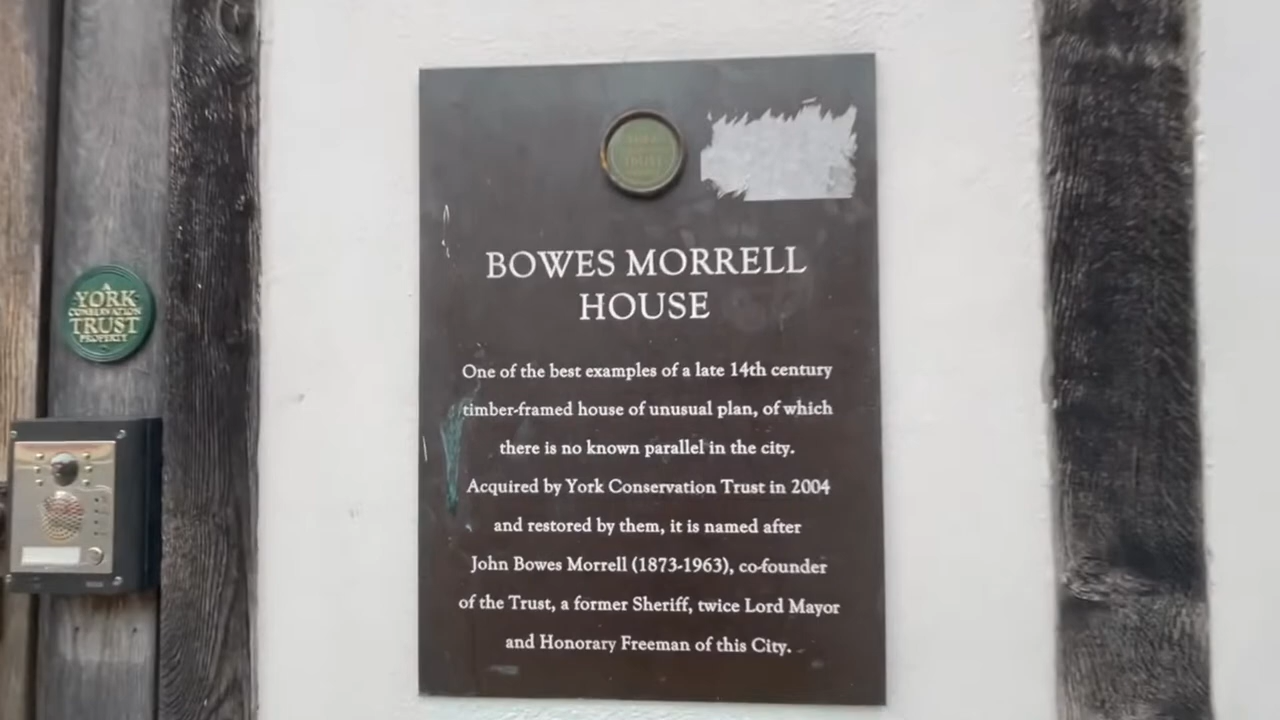 BOWES MORRELL
HOUSE
One of the best examples of a late 14th century
timber-framed house of unusual plan, of which
there is no known parallel in the city.
Acquired by York Conservation Trust in 2004
and restored by them, it is named after
John Bowes Morrell (1873-1963), co-founder
of the Trust, a former Sheriff, twice Lord Mayor
and Honorary Freeman of this City.
A
YORK
CONSERVATION
TRUST
PROPERTY